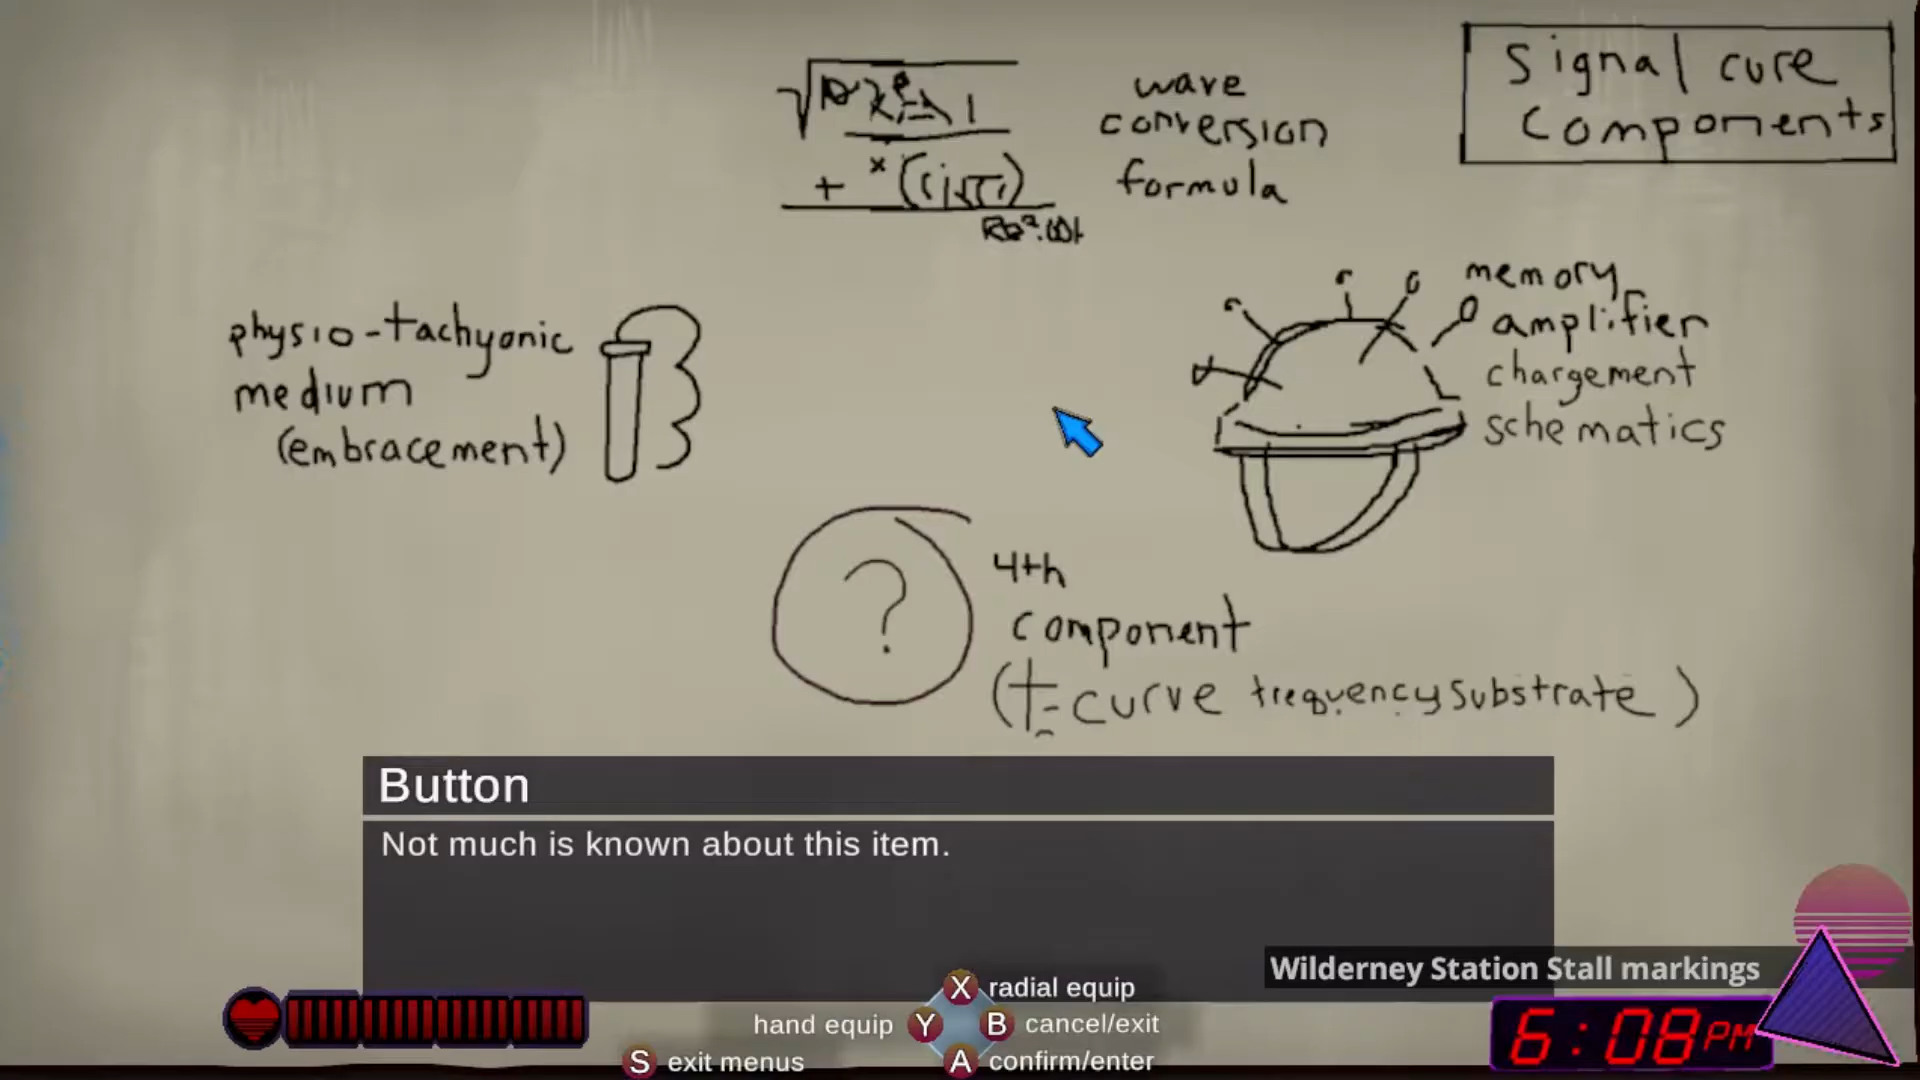 signal cure
components
wave
conversion
formula
physio-tachyonic
medium
(embracement)
memory
amplifier
chargement
schematics
?
4th
component
(t-curve frequency substrate)
Button
Not much is known about this item.
Wilderney Station Stall markings
X radial equip
hand equip Y B cancel/exit
S exit menus A confirm/enter
6:08 PM